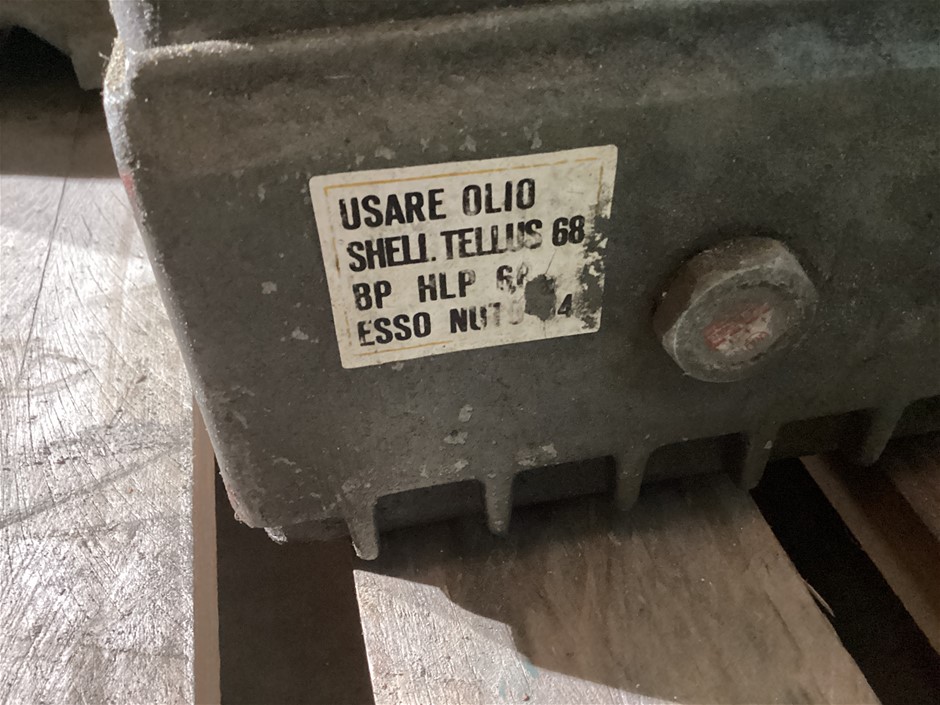 USARE OLIO
SHELL TELLUS 68
BP HLP
ESSO